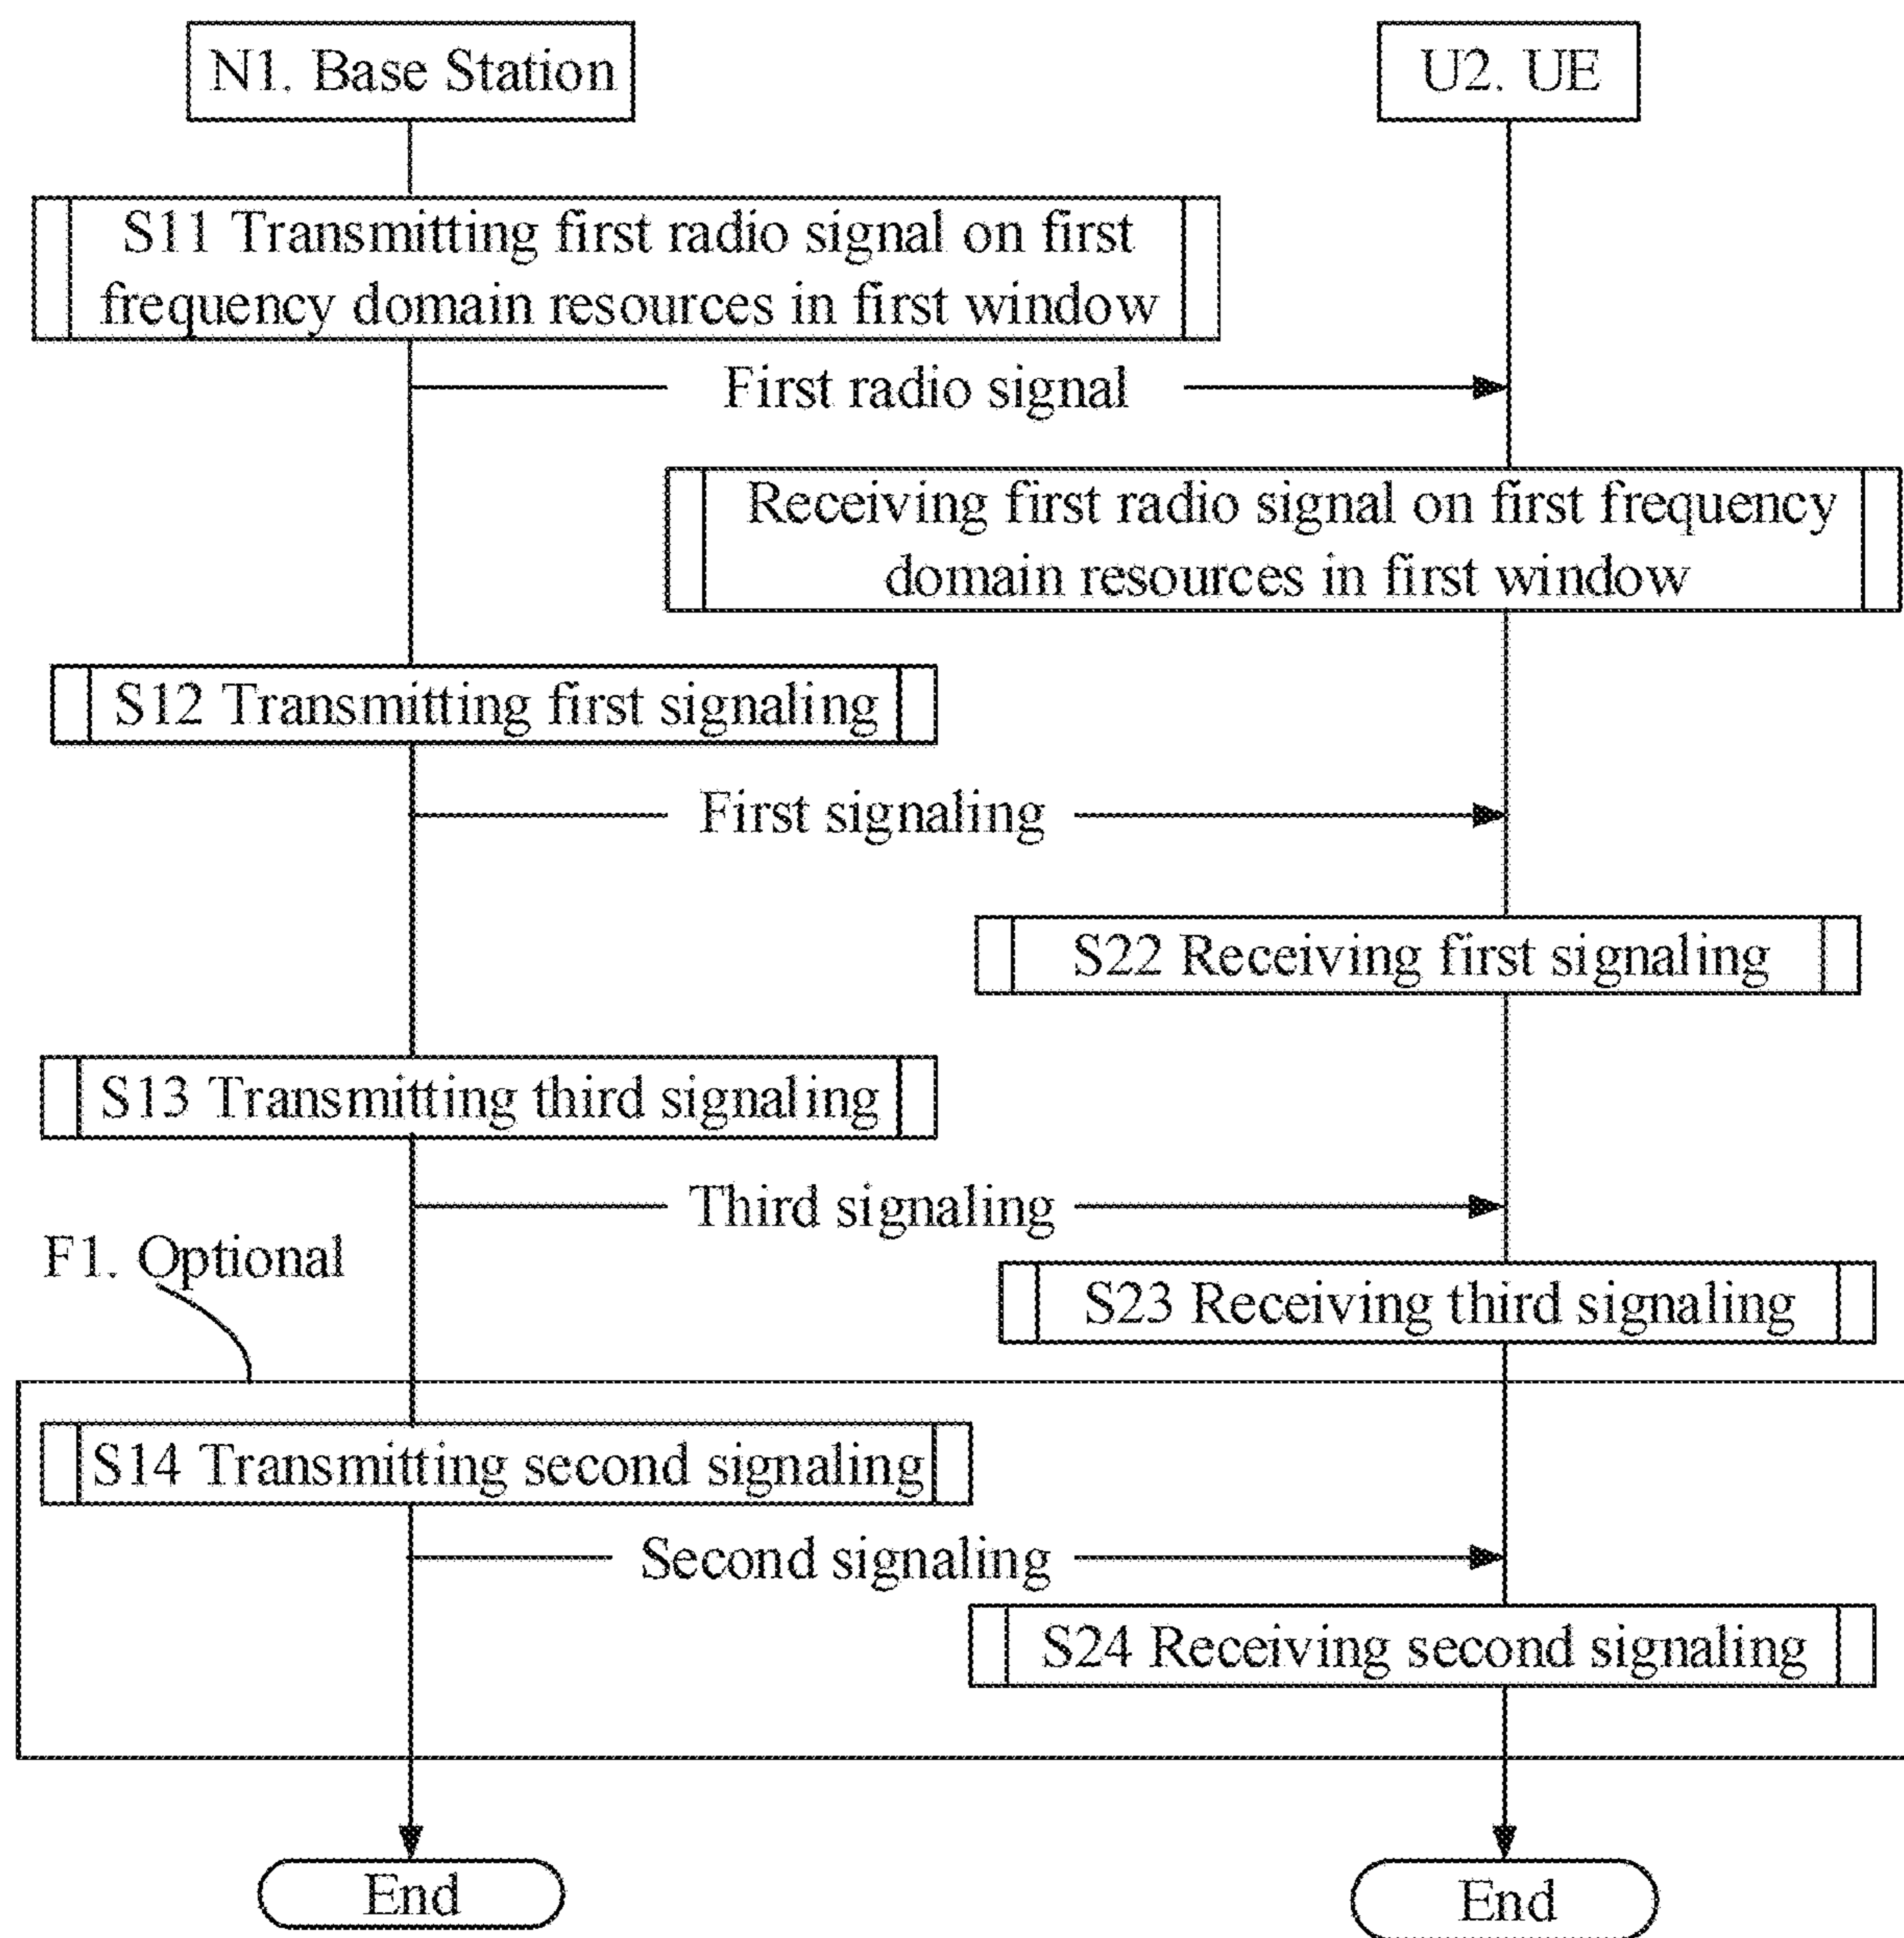 N1. Base Station
U2. UE
S11 Transmitting first radio signal on first
frequency domain resources in first window
First radio signal
Receiving first radio signal on first frequency
domain resources in first window
S12 Transmitting first signaling
First signaling
S22 Receiving first signaling
S13 Transmitting third signaling
Third signaling
F1. Optional
S23 Receiving third signaling
S14 Transmitting second signaling
Second signaling
S24 Receiving second signaling
End
End